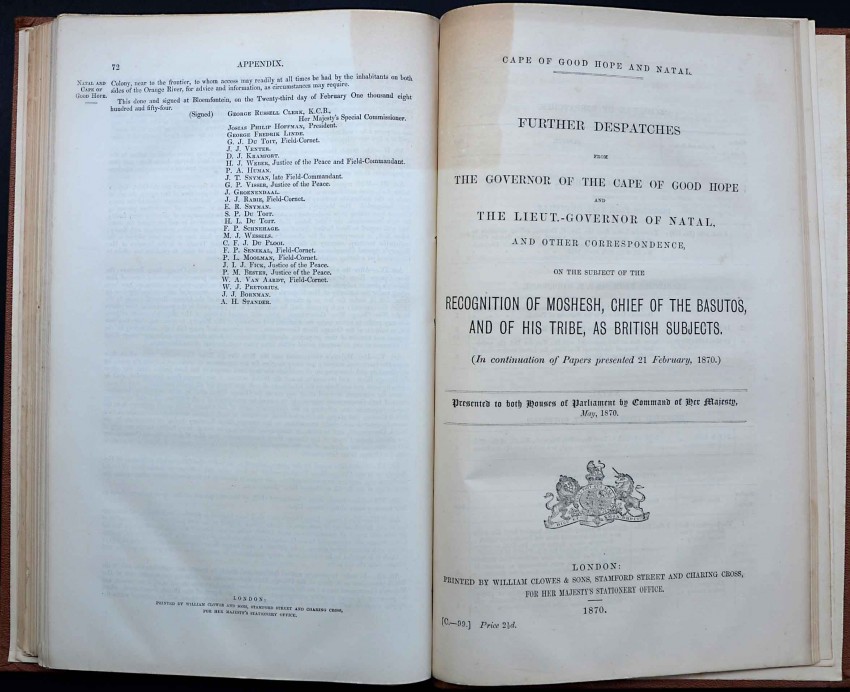 72 APPENDIX.
NATAL AND
CAPE OF
GOOD HOPE.
Colony, near to the frontier, to whom access may readily at all times be had by the inhabitants on both
sides of the Orange River, for advice and information, as circumstances may require.
This done and signed at Bloemfontein, on the Twenty-third day of February One thousand eight
hundred and fifty-four.
(Signed) GEORGE RUSSELL CLERK, K.C.B.,
Her Majesty's Special Commissioner.
JOSIAS PHILIP HOFFMAN, President.
GEORGE FREDRIK LINDE.
G. J. DU TOIT, Field-Cornet.
J. J. VENTER.
D. J. KRAMFORT.
H. J. WEBER, Justice of the Peace and Field-Commandant.
P. A. HUMAN.
J. T. SNYMAN, late Field-Commandant.
G. P. VISSER, Justice of the Peace.
J. GROENENDAAL.
J. J. RABIE, Field-Cornet.
E. R. SNYMAN.
S. P. DU TOIT.
H. L. DU TOIT.
F. P. SCHNEHAGE.
M. J. WESSELS.
C. F. J. DU PLOOI.
F. P. SENEKAL, Field-Cornet.
P. L. MOOLMAN, Field-Cornet.
J. I. J. FICK, Justice of the Peace.
P. M. BESTER, Justice of the Peace.
W. A. VAN AARDT, Field-Cornet.
W. J. PRETORIUS.
J. J. BORNMAN.
A. H. STANDER.
LONDON:
PRINTED BY WILLIAM CLOWES AND SONS, STAMFORD STREET AND CHARING CROSS,
FOR HER MAJESTY'S STATIONERY OFFICE.
CAPE OF GOOD HOPE AND NATAL.
FURTHER DESPATCHES
FROM
THE GOVERNOR OF THE CAPE OF GOOD HOPE
AND
THE LIEUT.-GOVERNOR OF NATAL,
AND OTHER CORRESPONDENCE,
ON THE SUBJECT OF THE
RECOGNITION OF MOSHESH, CHIEF OF THE BASUTOS,
AND OF HIS TRIBE, AS BRITISH SUBJECTS.
(In continuation of Papers presented 21 February, 1870.)
Presented to both Houses of Parliament by Command of Her Majesty,
May, 1870.
LONDON:
PRINTED BY WILLIAM CLOWES & SONS, STAMFORD STREET AND CHARING CROSS,
FOR HER MAJESTY'S STATIONERY OFFICE.
1870.
[C.—99.] Price 2½d.